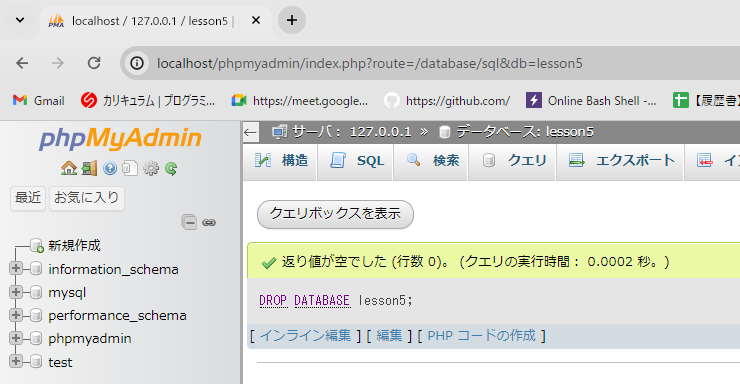 localhost / 127.0.0.1 / lesson5 |
localhost/phpmyadmin/index.php?route=/database/sql&db=lesson5
Gmail カリキュラム | プログラミ... https://meet.google... https://github.com/ Online Bash Shell -... 【履歴書】
phpMyAdmin
最近 お気に入り
新規作成
information_schema
mysql
performance_schema
phpmyadmin
test
サーバ: 127.0.0.1 » データベース: lesson5
構造 SQL 検索 クエリ エクスポート イン
クエリボックスを表示
返り値が空でした (行数 0)。 (クエリの実行時間: 0.0002 秒。)
DROP DATABASE lesson5;
[ インライン編集 ] [ 編集 ] [ PHP コードの作成 ]